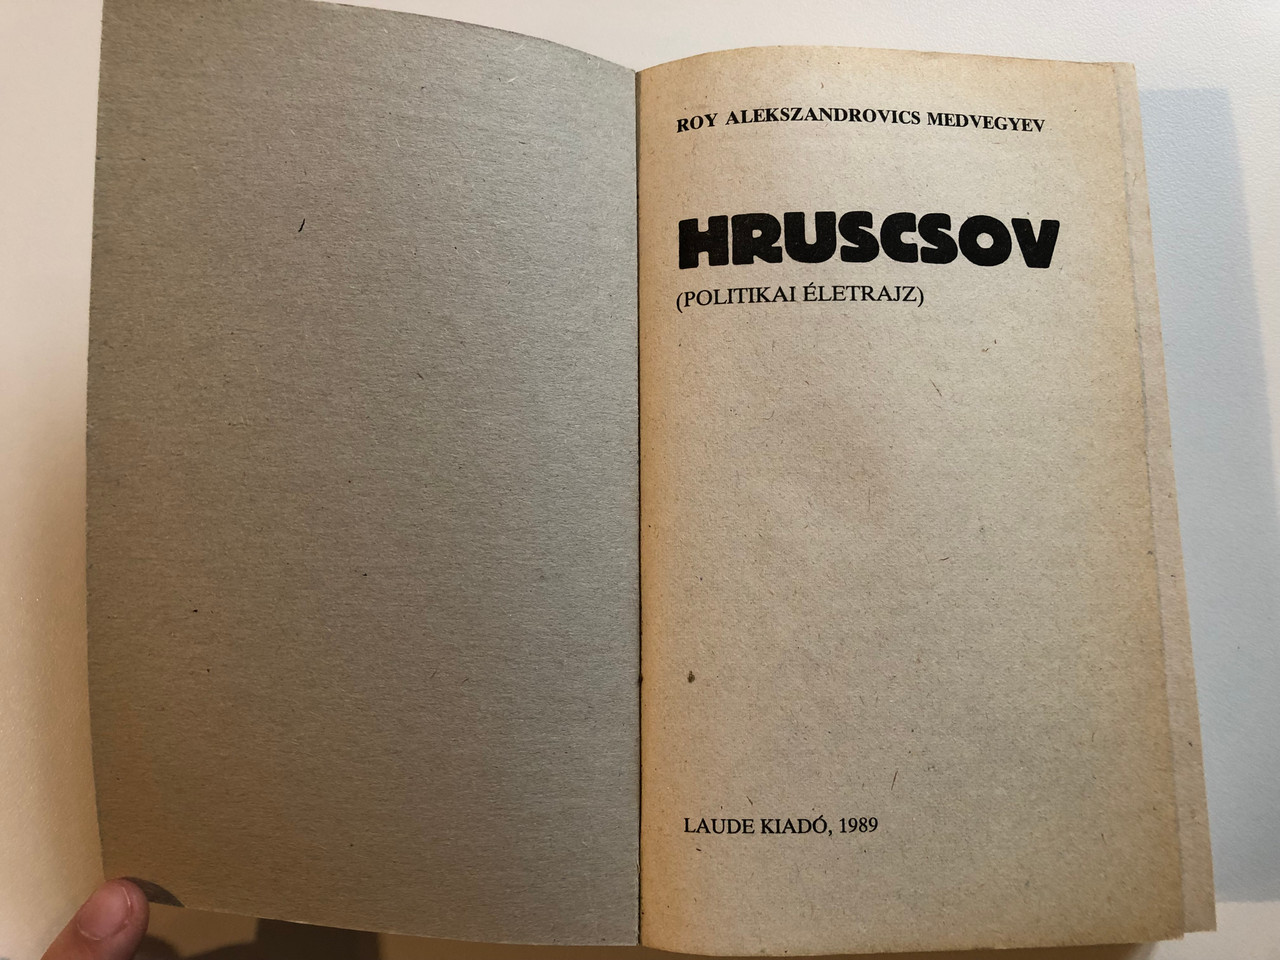 ROY ALEKSZANDROVICS MEDVEGYEV
HRUSCSOV
(POLITIKAI ÉLETRAJZ)
LAUDE KIADÓ, 1989